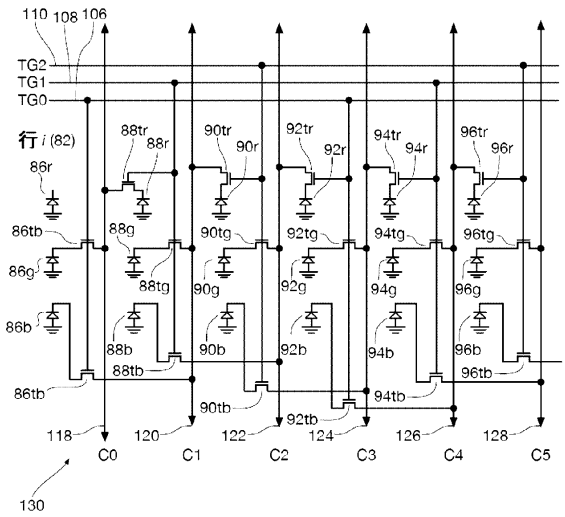 110 108 106
TG2
TG1
TG0
行 i (82)
86r 88tr 88r 90tr 90r 92tr 92r 94tr 94r 96tr 96r
86tb 88g 90tg 92tg 94tg 96tg
86g 88tg 90g 92g 94g 96g
86b 88b 90b 92b 94b 96b
86tb 88tb 90tb 92tb 94tb 96tb
118 120 122 124 126 128
C0 C1 C2 C3 C4 C5
130